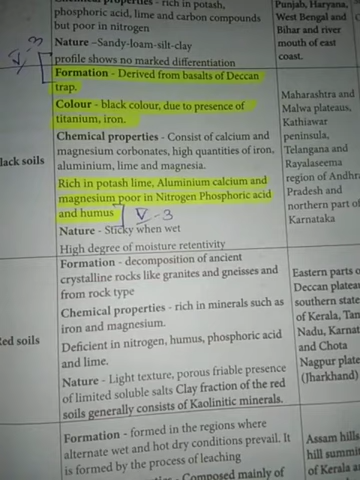 properties - rich in potash,
phosphoric acid, lime and carbon compounds
but poor in nitrogen
Nature –Sandy-loam-silt-clay
profile shows no marked differentiation
Punjab, Haryana,
West Bengal and
Bihar and river
mouth of east
coast.
lack soils
Formation - Derived from basalts of Deccan
trap.
Colour - black colour, due to presence of
titanium, iron.
Chemical properties - Consist of calcium and
magnesium carbonates, high quantities of iron,
aluminium, lime and magnesia.
Rich in potash lime, Aluminium calcium and
magnesium poor in Nitrogen Phosphoric acid
and humus V-3
Nature - Sticky when wet
High degree of moisture retentivity
Maharashtra and
Malwa plateaus,
Kathiawar
peninsula,
Telangana and
Rayalaseema
region of Andhra
Pradesh and
northern part of
Karnataka
ed soils
Formation - decomposition of ancient
crystalline rocks like granites and gneisses and
from rock type
Chemical properties - rich in minerals such as
iron and magnesium.
Deficient in nitrogen, humus, phosphoric acid
and lime.
Nature - Light texture, porous friable presence
of limited soluble salts Clay fraction of the red
soils generally consists of Kaolinitic minerals.
Eastern parts o
Deccan platea
southern state
of Kerala, Tam
Nadu, Karnat
and Chota
Nagpur plate
(Jharkhand)
Formation - formed in the regions where
alternate wet and hot dry conditions prevail. It
is formed by the process of leaching
- Composed mainly of
Assam hills
hill summi
of Kerala a